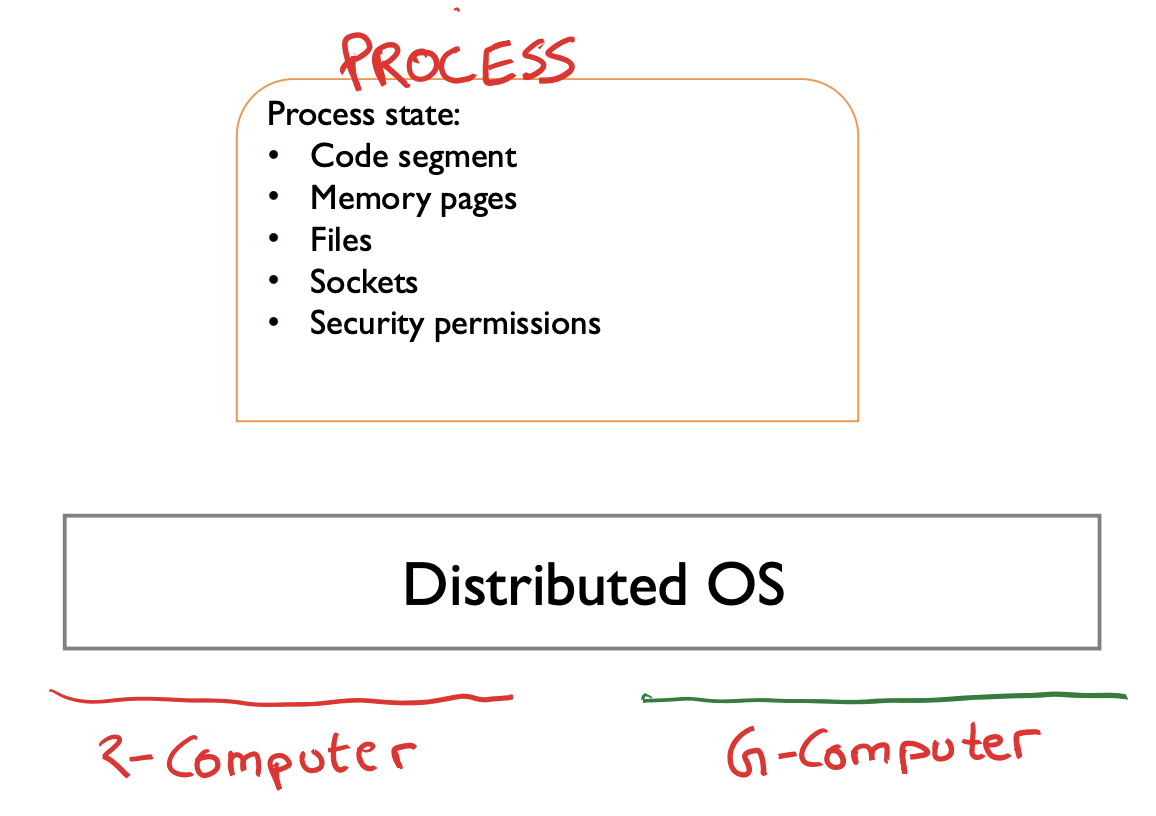 PROCESS
Process state:
• Code segment
• Memory pages
• Files
• Sockets
• Security permissions
Distributed OS
R-Computer G-Computer